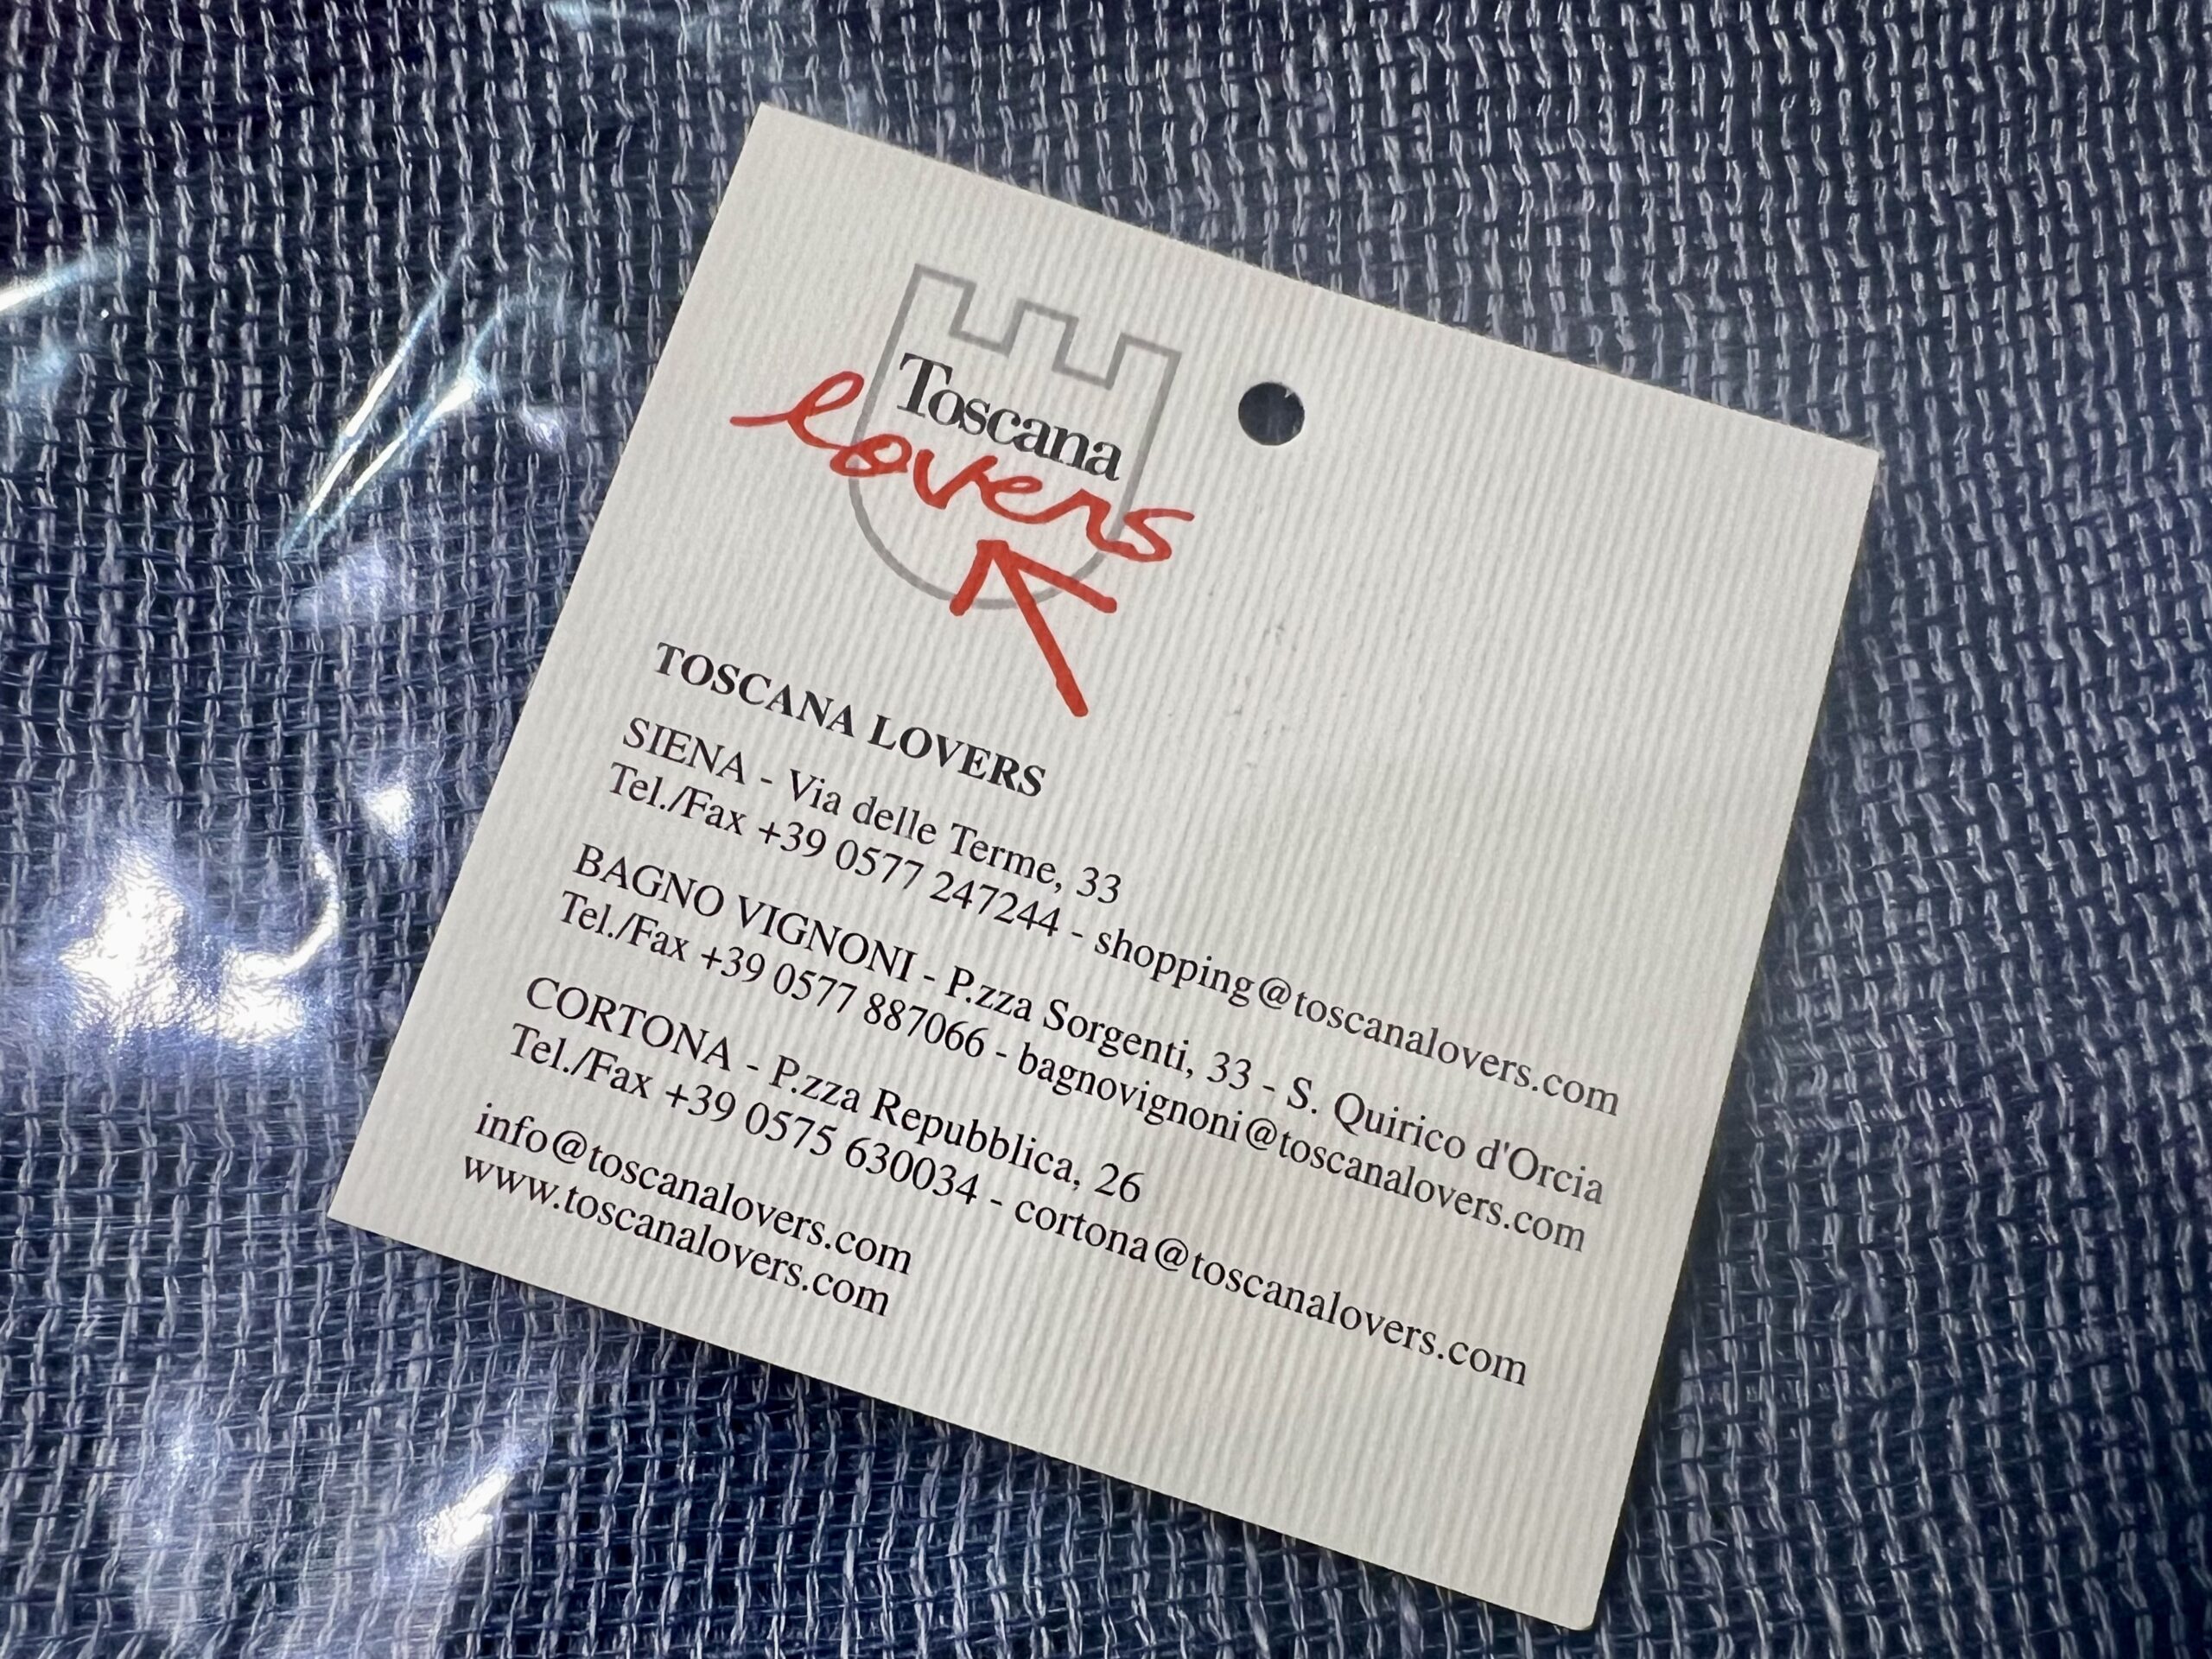 Toscana
lovers
TOSCANA LOVERS
SIENA - Via delle Terme, 33
Tel./Fax +39 0577 247244 - shopping@toscanalovers.com
BAGNO VIGNONI - P.zza Sorgenti, 33 - S. Quirico d'Orcia
Tel./Fax +39 0577 887066 - bagnovignoni@toscanalovers.com
CORTONA - P.zza Repubblica, 26
Tel./Fax +39 0575 630034 - cortona@toscanalovers.com
info@toscanalovers.com
www.toscanalovers.com